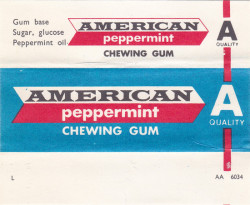 Gum base
Sugar, glucose
Peppermint oil
AMERICAN
peppermint
CHEWING GUM
A
QUALITY
AMERICAN
peppermint
CHEWING GUM
A
QUALITY
L
AA 6034